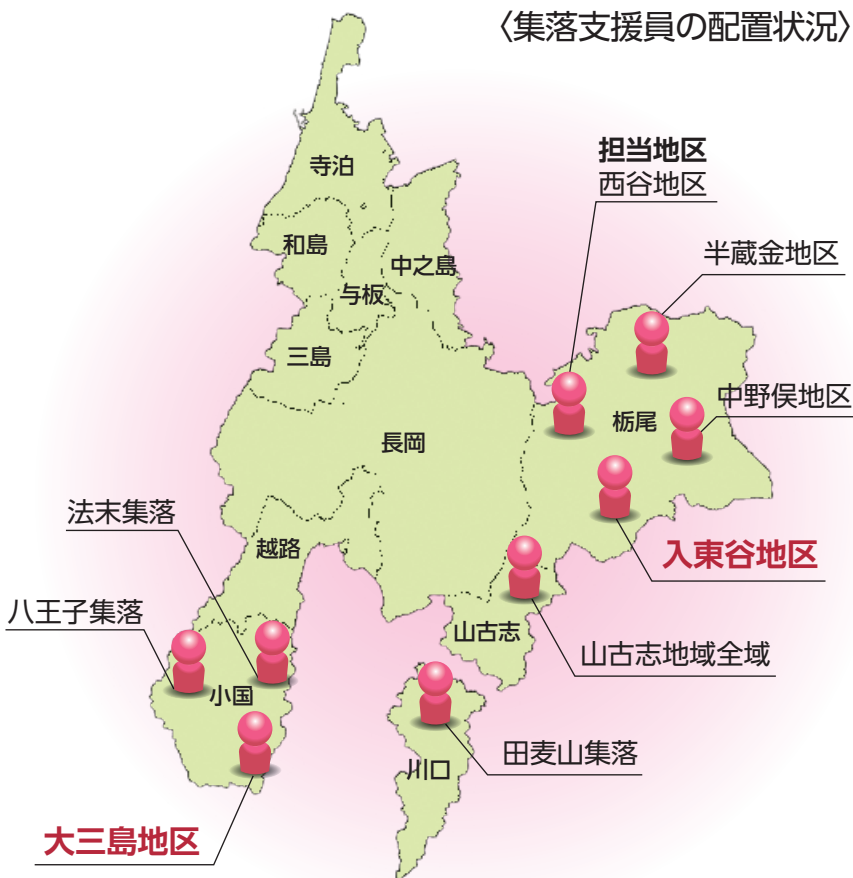 〈集落支援員の配置状況〉
担当地区
西谷地区
寺泊
和島
中之島
半蔵金地区
与板
三島
中野俣地区
栃尾
長岡
法末集落
越路
入東谷地区
八王子集落
山古志
山古志地域全域
小国
田麦山集落
川口
大三島地区